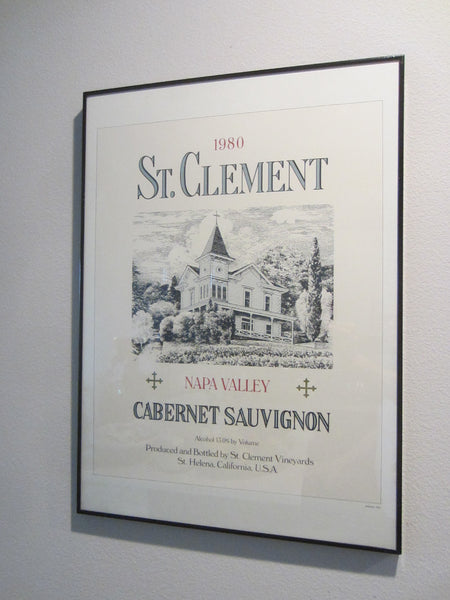 1980
ST. CLEMENT
NAPA VALLEY
CABERNET SAUVIGNON
Alcohol 13.0% by Volume
Produced and Bottled by St. Clement Vineyards
St. Helena, California, U.S.A